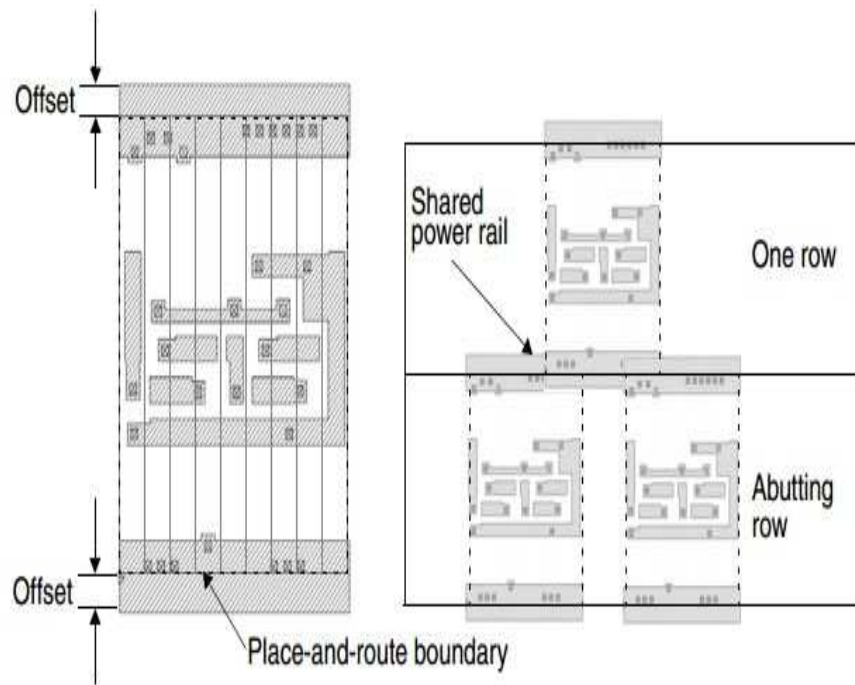 Offset
Shared
power rail
One row
Abutting
row
Offset
Place-and-route boundary